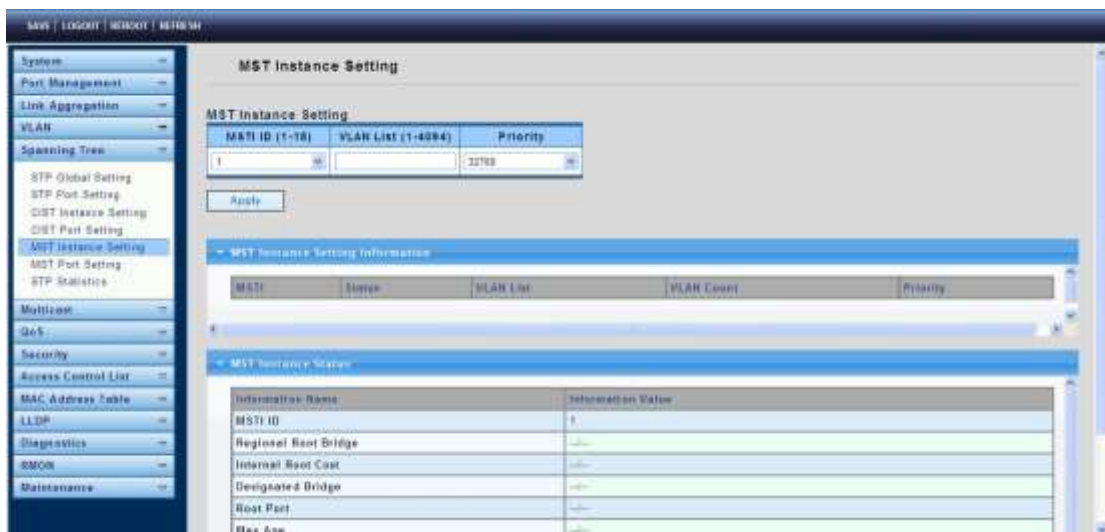 SAVE | LOGOUT | REBOOT | REFRESH
System
Port Management
Link Aggregation
VLAN
Spanning Tree
STP Global Setting
STP Port Setting
CIST Instance Setting
CIST Port Setting
MST Instance Setting
MST Port Setting
STP Statistics
Multicast
QoS
Security
Access Control List
MAC Address Table
LLDP
Diagnostics
RMON
Maintenance
MST Instance Setting
MST Instance Setting
MSTI ID (1-16) VLAN List (1-4094) Priority
1 32768
Apply
MST Instance Setting Information
MSTI Status VLAN List VLAN Count Priority
MST Instance Status
Information Name Information Value
MSTI ID 1
Regional Root Bridge --/--
Internal Root Cost --/--
Designated Bridge --/--
Root Port --/--
Max Age --/--